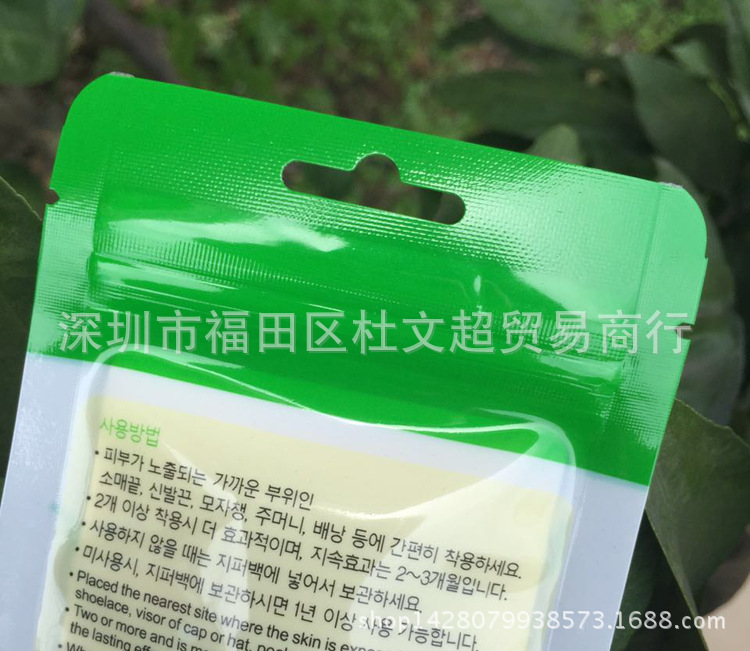 深圳市福田区杜文超贸易商行
사용방법
• 피부가 노출되는 가까운 부위인
소매끝, 신발끈, 모자챙, 주머니, 배낭 등에 간편히 착용하세요.
• 2개 이상 착용시 더 효과적이며, 지속효과는 2~3개월입니다.
• 사용하지 않을 때는 지퍼백에 넣어서 보관하세요.
• 미사용시, 지퍼백에 보관하시면 1년 이상 사용 가능합니다.
• Placed the nearest site where the skin is
shoelace, visor of cap or hat,
• Two or more and is
the lasting
shop1428079938573.1688.com